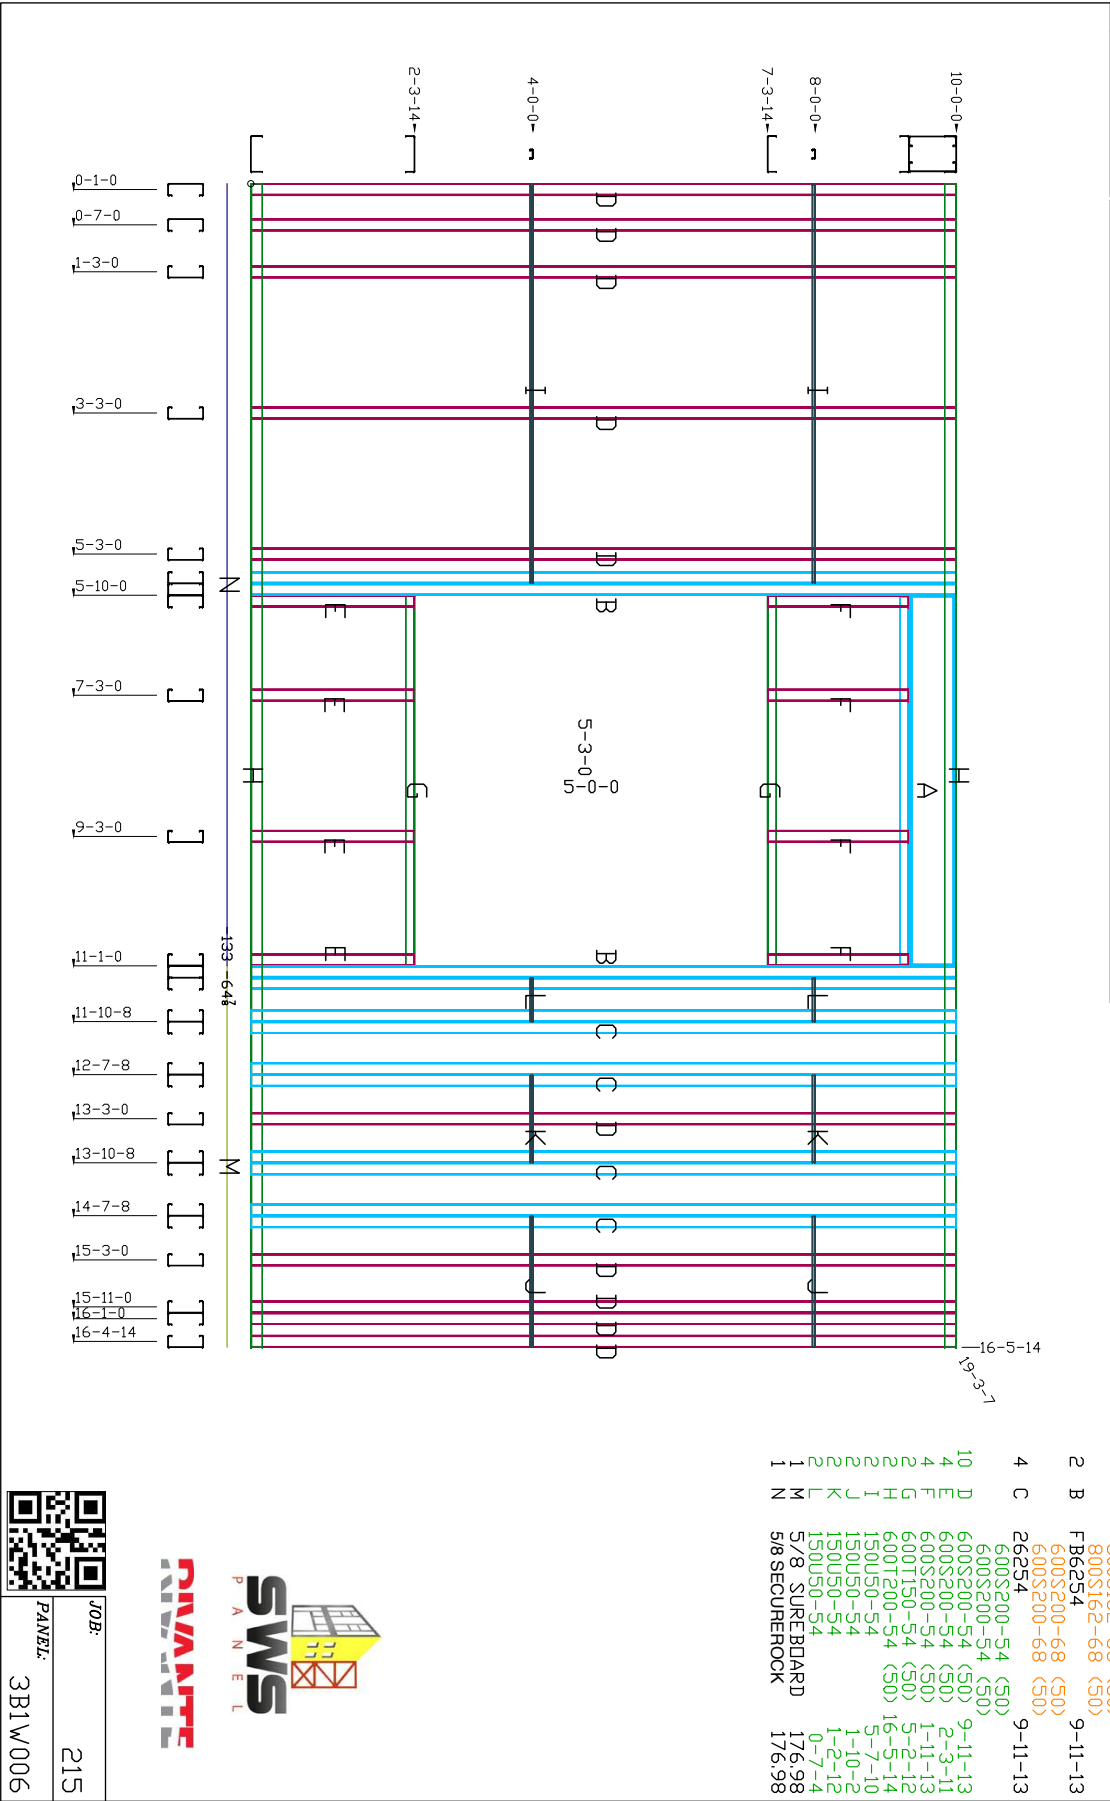 10-0-0
8-0-0
7-3-14
4-0-0
2-3-14
0-1-0
0-7-0
1-3-0
3-3-0
5-3-0
5-10-0
7-3-0
9-3-0
11-1-0
11-10-8
12-7-8
13-3-0
13-10-8
14-7-8
15-3-0
15-11-0
16-1-0
16-4-14
16-5-14
19-3-7
H
A
F F F F
G
I
L
K
J
5-3-0
5-0-0
D D D D D B B C C D C C D D D D
I
L
K
J
G
E E E E
H
N
M
800S162-68 (50)
2 B FB6254 9-11-13
600S200-68 (50)
600S200-68 (50)
4 C 26254 9-11-13
600S200-54 (50)
600S200-54 (50)
10 D 600S200-54 (50) 9-11-13
4 E 600S200-54 (50) 2-3-11
4 F 600S200-54 (50) 1-11-13
2 G 600T150-54 (50) 5-2-12
2 H 600T200-54 (50) 16-5-14
2 I 150U50-54 5-7-10
2 J 150U50-54 1-10-2
2 K 150U50-54 1-2-12
2 L 150U50-54 0-7-4
1 M 5/8 SUREBOARD 176.98
1 N 5/8 SECUREROCK 176.98
SWS
PANEL
JOB: 215
PANEL: 3B1W006